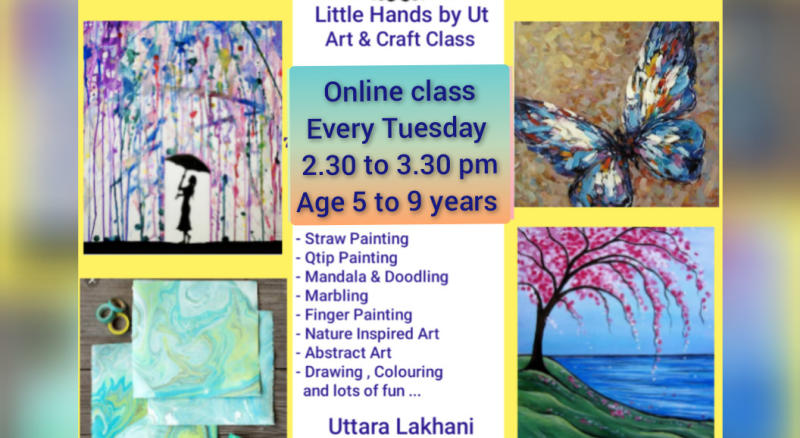 Little Hands by Ut
Art & Craft Class
Online class
Every Tuesday
2.30 to 3.30 pm
Age 5 to 9 years
- Straw Painting
- Qtip Painting
- Mandala & Doodling
- Marbling
- Finger Painting
- Nature Inspired Art
- Abstract Art
- Drawing , Colouring
and lots of fun ...
Uttara Lakhani